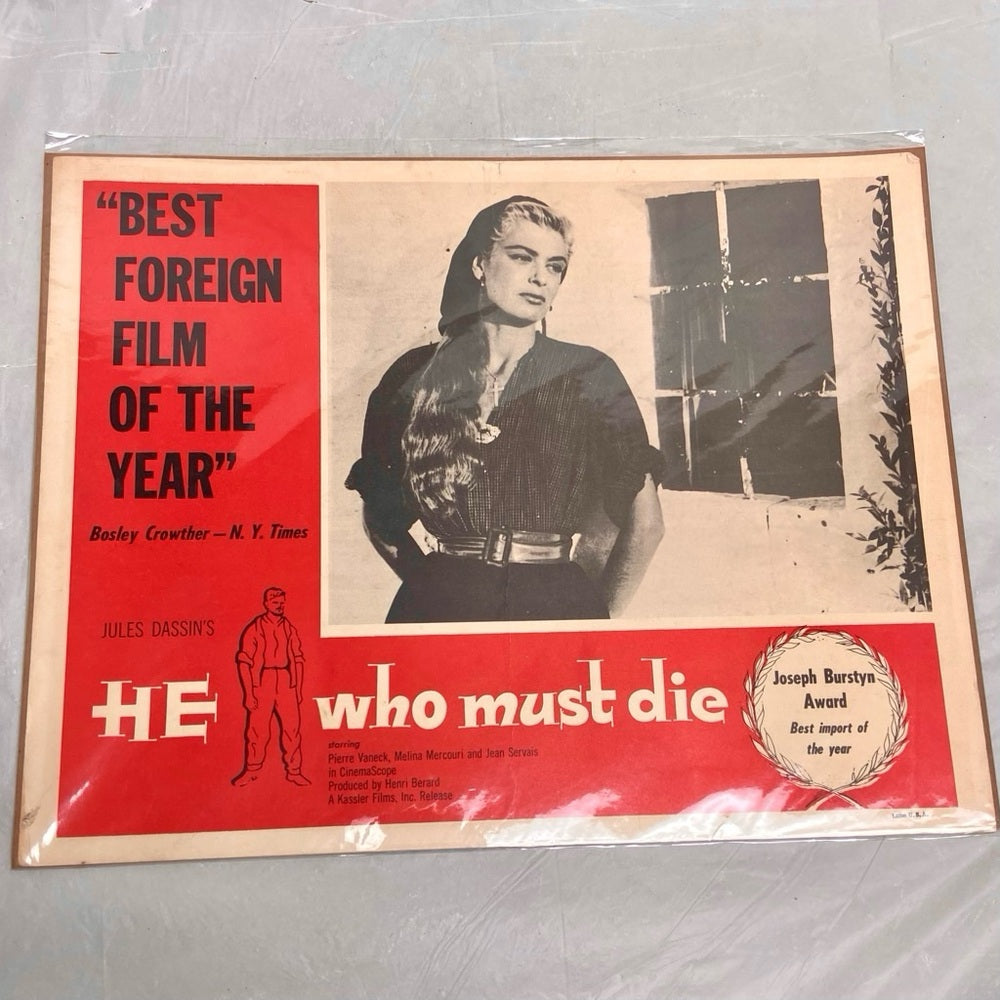 “BEST
FOREIGN
FILM
OF THE
YEAR”
Bosley Crowther — N. Y. Times
JULES DASSIN'S
HE who must die
starring
Pierre Vaneck, Melina Mercouri and Jean Servais
in CinemaScope
Produced by Henri Berard
A Kassler Films, Inc. Release
Joseph Burstyn
Award
Best import of
the year
Litho U.S.A.